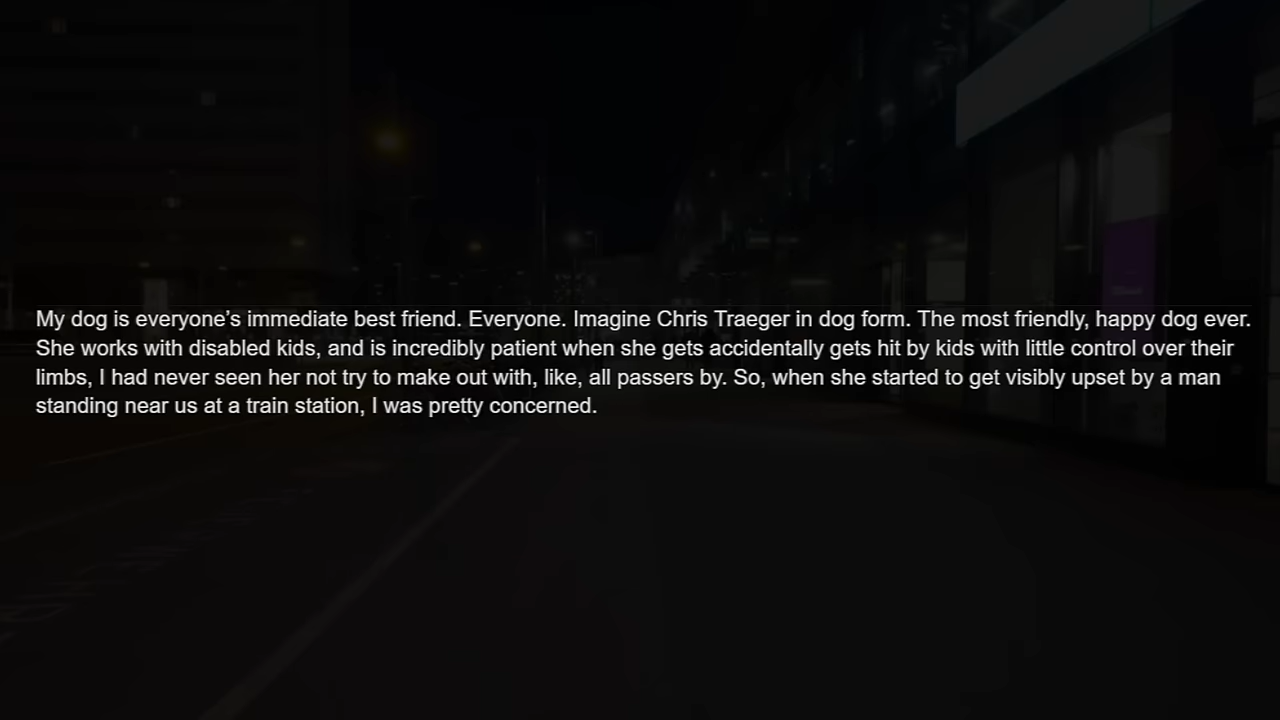 My dog is everyone’s immediate best friend. Everyone. Imagine Chris Traeger in dog form. The most friendly, happy dog ever.
She works with disabled kids, and is incredibly patient when she gets accidentally gets hit by kids with little control over their
limbs, I had never seen her not try to make out with, like, all passers by. So, when she started to get visibly upset by a man
standing near us at a train station, I was pretty concerned.